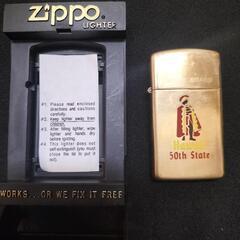 zippo
LIGHTER
#1. Please read enclosed
directions and cautions
carefully.
#2. Keep lighter away from
children.
#3. After filling lighter, wipe
lighter and hands dry
before igniting.
#4. This lighter does not
self-extinguish (you must
close the lid to put it
out).
WORKS... OR WE FIX IT FREE
Hawaii
50th State